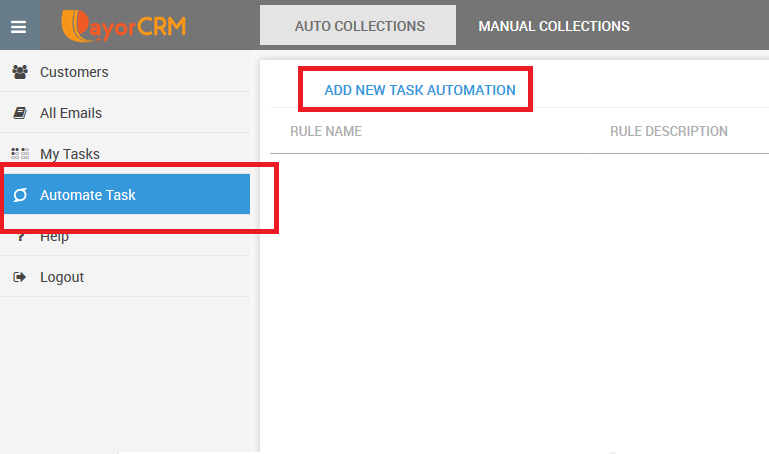 ayorCRM AUTO COLLECTIONS MANUAL COLLECTIONS
Customers
ADD NEW TASK AUTOMATION
All Emails
RULE NAME RULE DESCRIPTION
My Tasks
Automate Task
Help
Logout